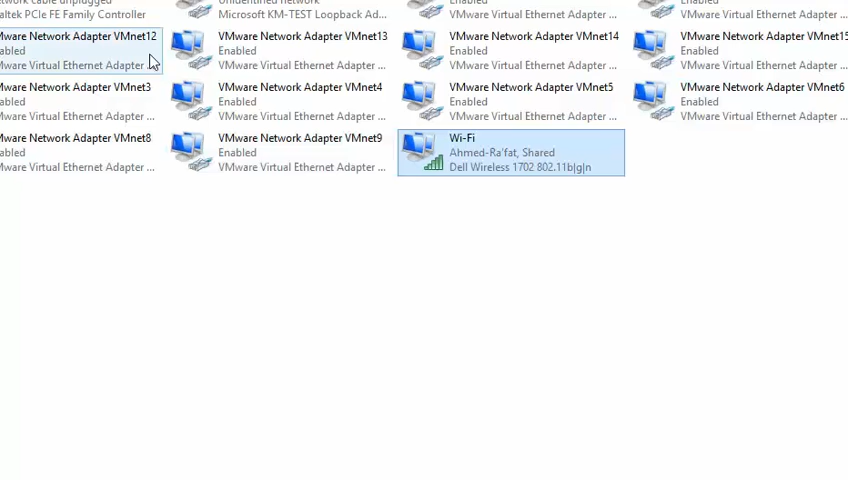 etwork cable unplugged
Unidentified network
Enabled
Enabled
altek PCIe FE Family Controller
Microsoft KM-TEST Loopback Ad...
VMware Virtual Ethernet Adapter ...
VMware Virtual Ethernet Adap
Mware Network Adapter VMnet12
abled
Mware Virtual Ethernet Adapter ...
VMware Network Adapter VMnet13
Enabled
VMware Virtual Ethernet Adapter ...
VMware Network Adapter VMnet14
Enabled
VMware Virtual Ethernet Adapter ...
VMware Network Adapter VMnet15
Enabled
VMware Virtual Ethernet Adap
Mware Network Adapter VMnet3
abled
Mware Virtual Ethernet Adapter ...
VMware Network Adapter VMnet4
Enabled
VMware Virtual Ethernet Adapter ...
VMware Network Adapter VMnet5
Enabled
VMware Virtual Ethernet Adapter ...
VMware Network Adapter VMnet6
Enabled
VMware Virtual Ethernet Adap
Mware Network Adapter VMnet8
abled
Mware Virtual Ethernet Adapter ...
VMware Network Adapter VMnet9
Enabled
VMware Virtual Ethernet Adapter ...
Wi-Fi
Ahmed-Ra'fat, Shared
Dell Wireless 1702 802.11b|g|n